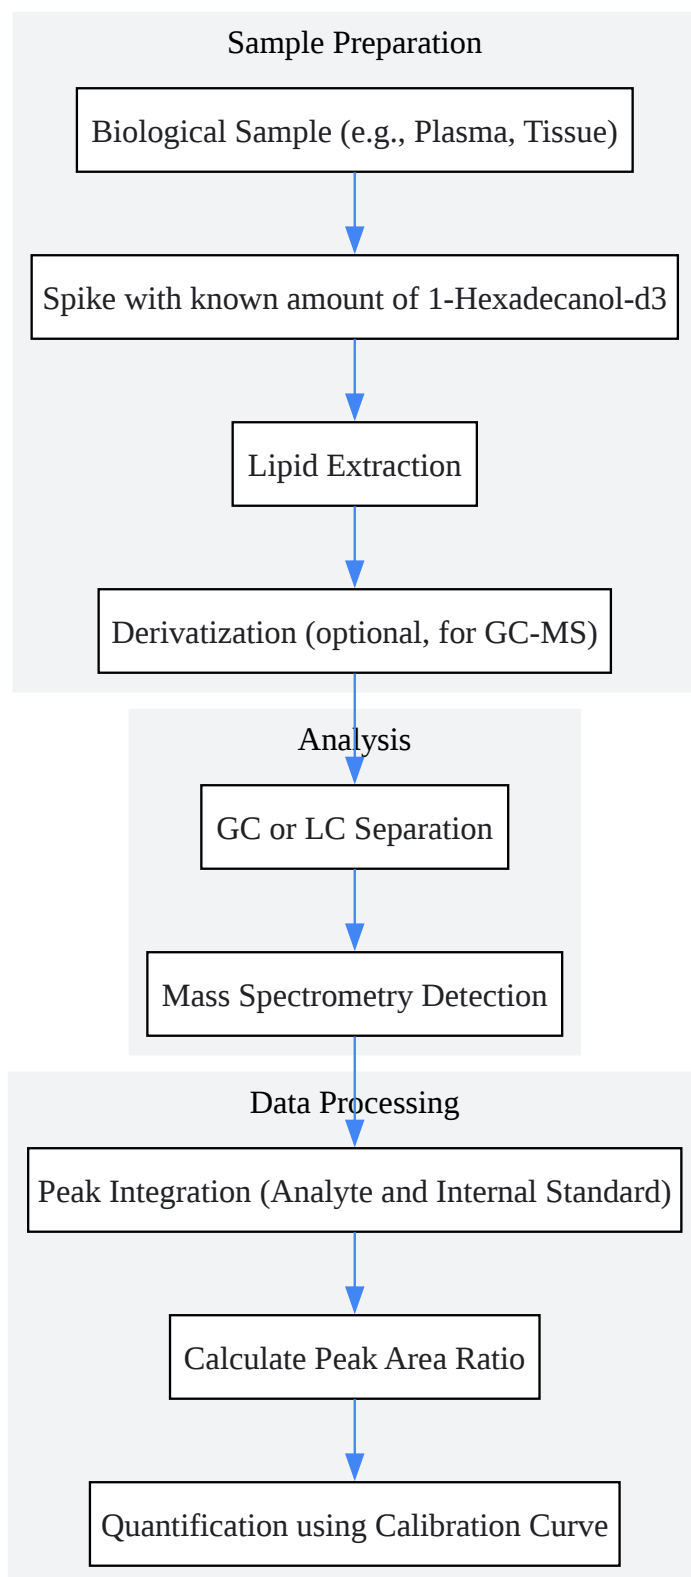 Sample Preparation
Biological Sample (e.g., Plasma, Tissue)
Spike with known amount of 1-Hexadecanol-d3
Lipid Extraction
Derivatization (optional, for GC-MS)
Analysis
GC or LC Separation
Mass Spectrometry Detection
Data Processing
Peak Integration (Analyte and Internal Standard)
Calculate Peak Area Ratio
Quantification using Calibration Curve